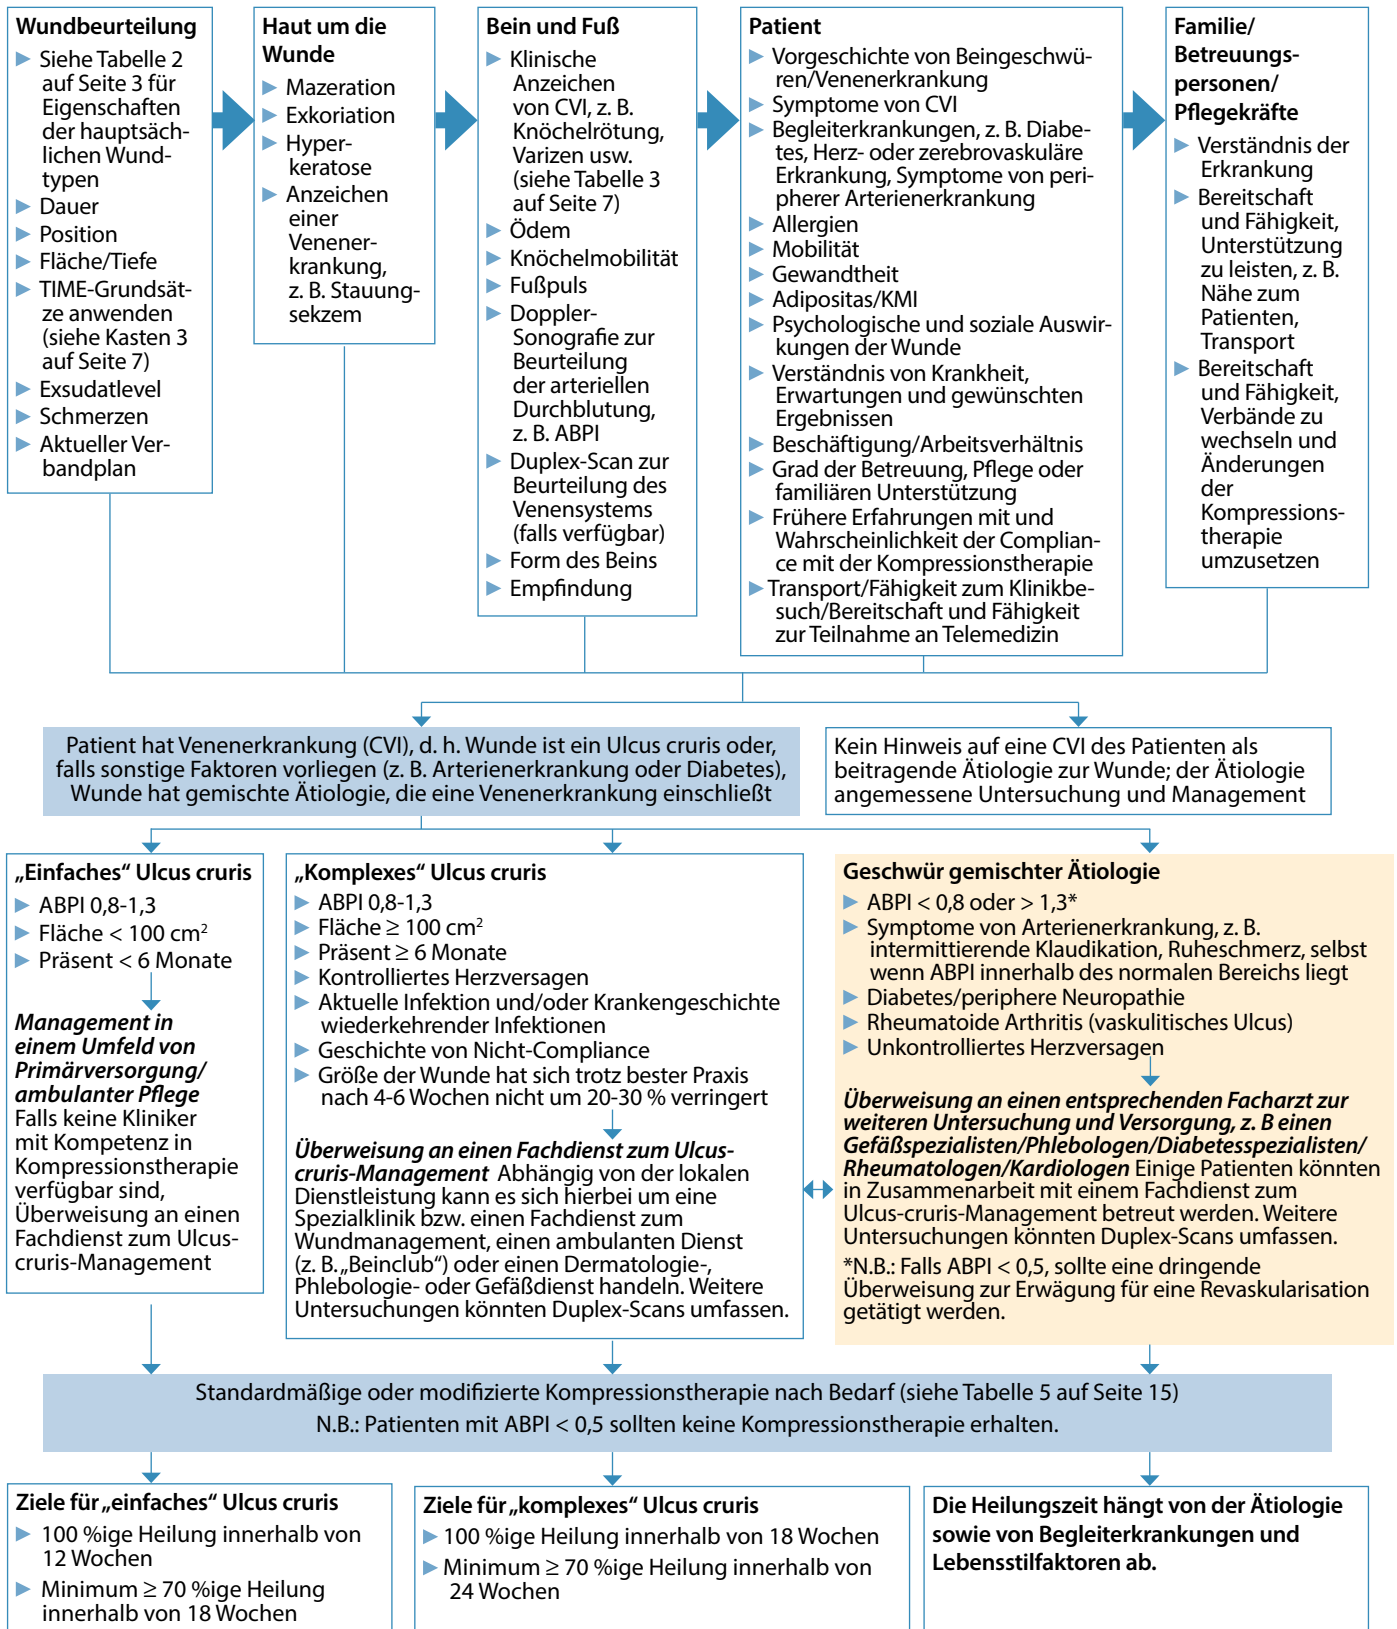 Wundbeurteilung
► Siehe Tabelle 2
auf Seite 3 für
Eigenschaften
der hauptsäch-
lichen Wund-
typen
► Dauer
► Position
► Fläche/Tiefe
► TIME-Grundsät-
ze anwenden
(siehe Kasten 3
auf Seite 7)
► Exsudatlevel
► Schmerzen
► Aktueller Ver-
bandplan
Haut um die
Wunde
► Mazeration
► Exkoriation
► Hyper-
keratose
► Anzeichen
einer
Venener-
krankung,
z. B. Stauung-
sekzem
Bein und Fuß
► Klinische
Anzeichen
von CVI, z. B.
Knöchelrötung,
Varizen usw.
(siehe Tabelle 3
auf Seite 7)
► Ödem
► Knöchelmobilität
► Fußpuls
► Doppler-
Sonografie zur
Beurteilung
der arteriellen
Durchblutung,
z. B. ABPI
► Duplex-Scan zur
Beurteilung des
Venensystems
(falls verfügbar)
► Form des Beins
► Empfindung
Patient
► Vorgeschichte von Beingeschwü-
ren/Venenerkrankung
► Symptome von CVI
► Begleiterkrankungen, z. B. Diabe-
tes, Herz- oder zerebrovaskuläre
Erkrankung, Symptome von peri-
pherer Arterienerkrankung
► Allergien
► Mobilität
► Gewandtheit
► Adipositas/KMI
► Psychologische und soziale Auswir-
kungen der Wunde
► Verständnis von Krankheit,
Erwartungen und gewünschten
Ergebnissen
► Beschäftigung/Arbeitsverhältnis
► Grad der Betreuung, Pflege oder
familiären Unterstützung
► Frühere Erfahrungen mit und
Wahrscheinlichkeit der Complian-
ce mit der Kompressionstherapie
► Transport/Fähigkeit zum Klinikbe-
such/Bereitschaft und Fähigkeit
zur Teilnahme an Telemedizin
Familie/
Betreuungs-
personen/
Pflegekräfte
► Verständnis der
Erkrankung
► Bereitschaft
und Fähigkeit,
Unterstützung
zu leisten, z. B.
Nähe zum
Patienten,
Transport
► Bereitschaft
und Fähigkeit,
Verbände zu
wechseln und
Änderungen
der
Kompressions-
therapie
umzusetzen
Patient hat Venenerkrankung (CVI), d. h. Wunde ist ein Ulcus cruris oder,
falls sonstige Faktoren vorliegen (z. B. Arterienerkrankung oder Diabetes),
Wunde hat gemischte Ätiologie, die eine Venenerkrankung einschließt
Kein Hinweis auf eine CVI des Patienten als
beitragende Ätiologie zur Wunde; der Ätiologie
angemessene Untersuchung und Management
„Einfaches“ Ulcus cruris
► ABPI 0,8-1,3
► Fläche < 100 cm²
► Präsent < 6 Monate
Management in
einem Umfeld von
Primärversorgung/
ambulanter Pflege
Falls keine Kliniker
mit Kompetenz in
Kompressionstherapie
verfügbar sind,
Überweisung an einen
Fachdienst zum Ulcus-
cruris-Management
„Komplexes“ Ulcus cruris
► ABPI 0,8-1,3
► Fläche ≥ 100 cm²
► Präsent ≥ 6 Monate
► Kontrolliertes Herzversagen
► Aktuelle Infektion und/oder Krankengeschichte
wiederkehrender Infektionen
► Geschichte von Nicht-Compliance
► Größe der Wunde hat sich trotz bester Praxis
nach 4-6 Wochen nicht um 20-30 % verringert
Überweisung an einen Fachdienst zum Ulcus-
cruris-Management Abhängig von der lokalen
Dienstleistung kann es sich hierbei um eine
Spezialklinik bzw. einen Fachdienst zum
Wundmanagement, einen ambulanten Dienst
(z. B. „Beinclub“) oder einen Dermatologie-,
Phlebologie- oder Gefäßdienst handeln. Weitere
Untersuchungen könnten Duplex-Scans umfassen.
Geschwür gemischter Ätiologie
► ABPI < 0,8 oder > 1,3*
► Symptome von Arterienerkrankung, z. B.
intermittierende Klaudikation, Ruheschmerz, selbst
wenn ABPI innerhalb des normalen Bereichs liegt
► Diabetes/periphere Neuropathie
► Rheumatoide Arthritis (vaskulitisches Ulcus)
► Unkontrolliertes Herzversagen
Überweisung an einen entsprechenden Facharzt zur
weiteren Untersuchung und Versorgung, z. B einen
Gefäßspezialisten/Phlebologen/Diabetesspezialisten/
Rheumatologen/Kardiologen Einige Patienten könnten
in Zusammenarbeit mit einem Fachdienst zum
Ulcus-cruris-Management betreut werden. Weitere
Untersuchungen könnten Duplex-Scans umfassen.
*N.B.: Falls ABPI < 0,5, sollte eine dringende
Überweisung zur Erwägung für eine Revaskularisation
getätigt werden.
Standardmäßige oder modifizierte Kompressionstherapie nach Bedarf (siehe Tabelle 5 auf Seite 15)
N.B.: Patienten mit ABPI < 0,5 sollten keine Kompressionstherapie erhalten.
Ziele für „einfaches“ Ulcus cruris
► 100 %ige Heilung innerhalb von
12 Wochen
► Minimum ≥ 70 %ige Heilung
innerhalb von 18 Wochen
Ziele für „komplexes“ Ulcus cruris
► 100 %ige Heilung innerhalb von 18 Wochen
► Minimum ≥ 70 %ige Heilung innerhalb von
24 Wochen
Die Heilungszeit hängt von der Ätiologie
sowie von Begleiterkrankungen und
Lebensstilfaktoren ab.